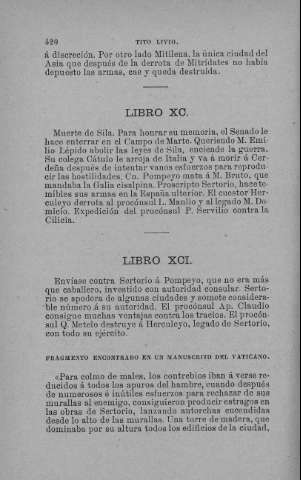 420 TITO LIVIO.
á discreción. Por otro lado Mitilena, la única ciudad del
Asia que después de la derrota de Mitridates no había
depuesto las armas, cae y queda destruída.
LIBRO XC.
Muerte de Sila. Para honrar su memoria, el Senado le
hace enterrar en el Campo de Marte. Queriendo M. Emi-
lio Lépido abolir las leyes de Sila, enciende la guerra.
Su colega Cátulo le arroja de Italia y va á morir á Cer-
deña después de intentar vanos esfuerzos para reprodu-
cir las hostilidades. Cn. Pompeyo mata á M. Bruto, que
mandaba la Galia cisalpina. Proscripto Sertorio, hace te-
mibles sus armas en la España ulterior. El cuestor Her-
culeyo derrota al procónsul L. Manlio y al legado M. Do-
micio. Expedición del procónsul P. Servilio contra la
Cilicia.
LIBRO XCI.
Envíase contra Sertorio á Pompeyo, que no era más
que caballero, investido con autoridad consular. Serto-
rio se apodera de algunas ciudades y somete considera-
ble número á su autoridad. El procónsul Ap. Claudio
consigue muchas ventajas contra los tracios. El procón-
sul Q. Metelo destruye á Herculeyo, legado de Sertorio,
con todo su ejército.
FRAGMENTO ENCONTRADO EN UN MANUSCRITO DEL VATICANO.
«Para colmo de males, los contrebios iban á verse re-
ducidos á todos los apuros del hambre, cuando después
de numerosos é inútiles esfuerzos para rechazar de sus
murallas al enemigo, consiguieron producir estragos en
las obras de Sertorio, lanzando antorchas encendidas
desde lo alto de las murallas. Una torre de madera, que
dominaba por su altura todos los edificios de la ciudad,